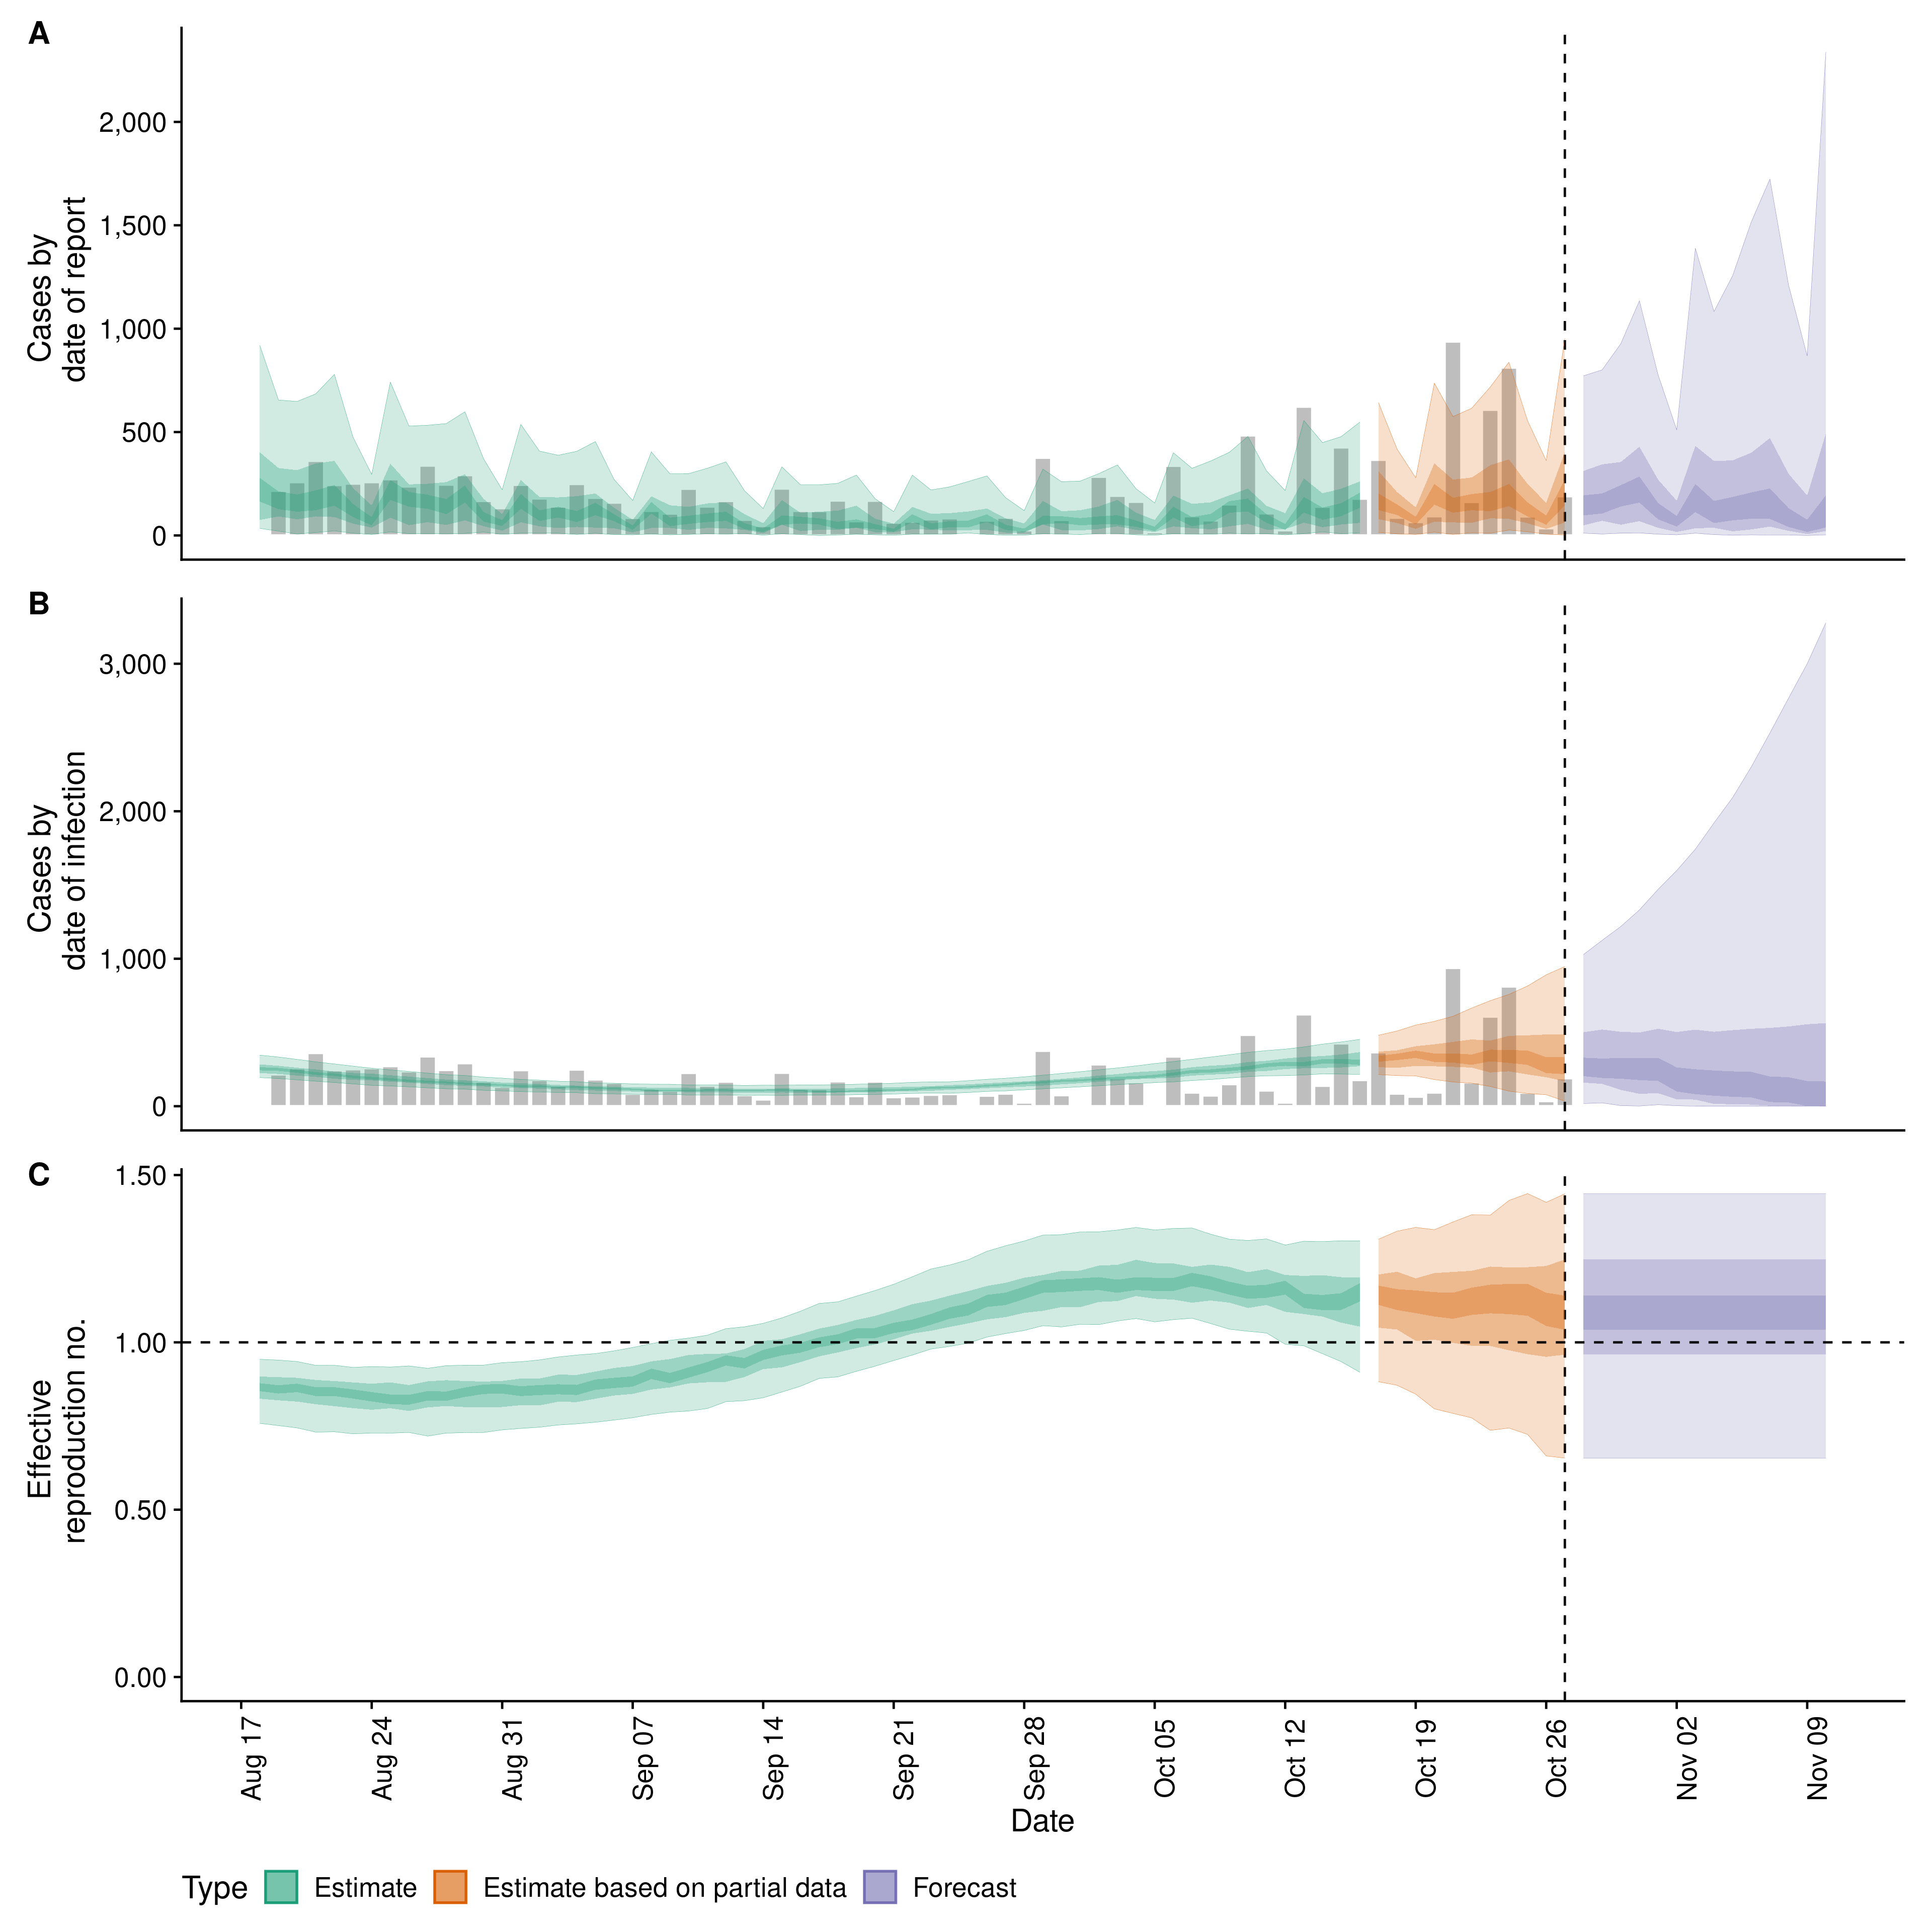 A
Cases by
date of report
2,000
1,500
1,000
500
0
B
Cases by
date of infection
3,000
2,000
1,000
0
C
Effective
reproduction no.
1.50
1.00
0.50
0.00
Aug 17
Aug 24
Aug 31
Sep 07
Sep 14
Sep 21
Sep 28
Oct 05
Oct 12
Oct 19
Oct 26
Nov 02
Nov 09
Date
Type Estimate Estimate based on partial data Forecast